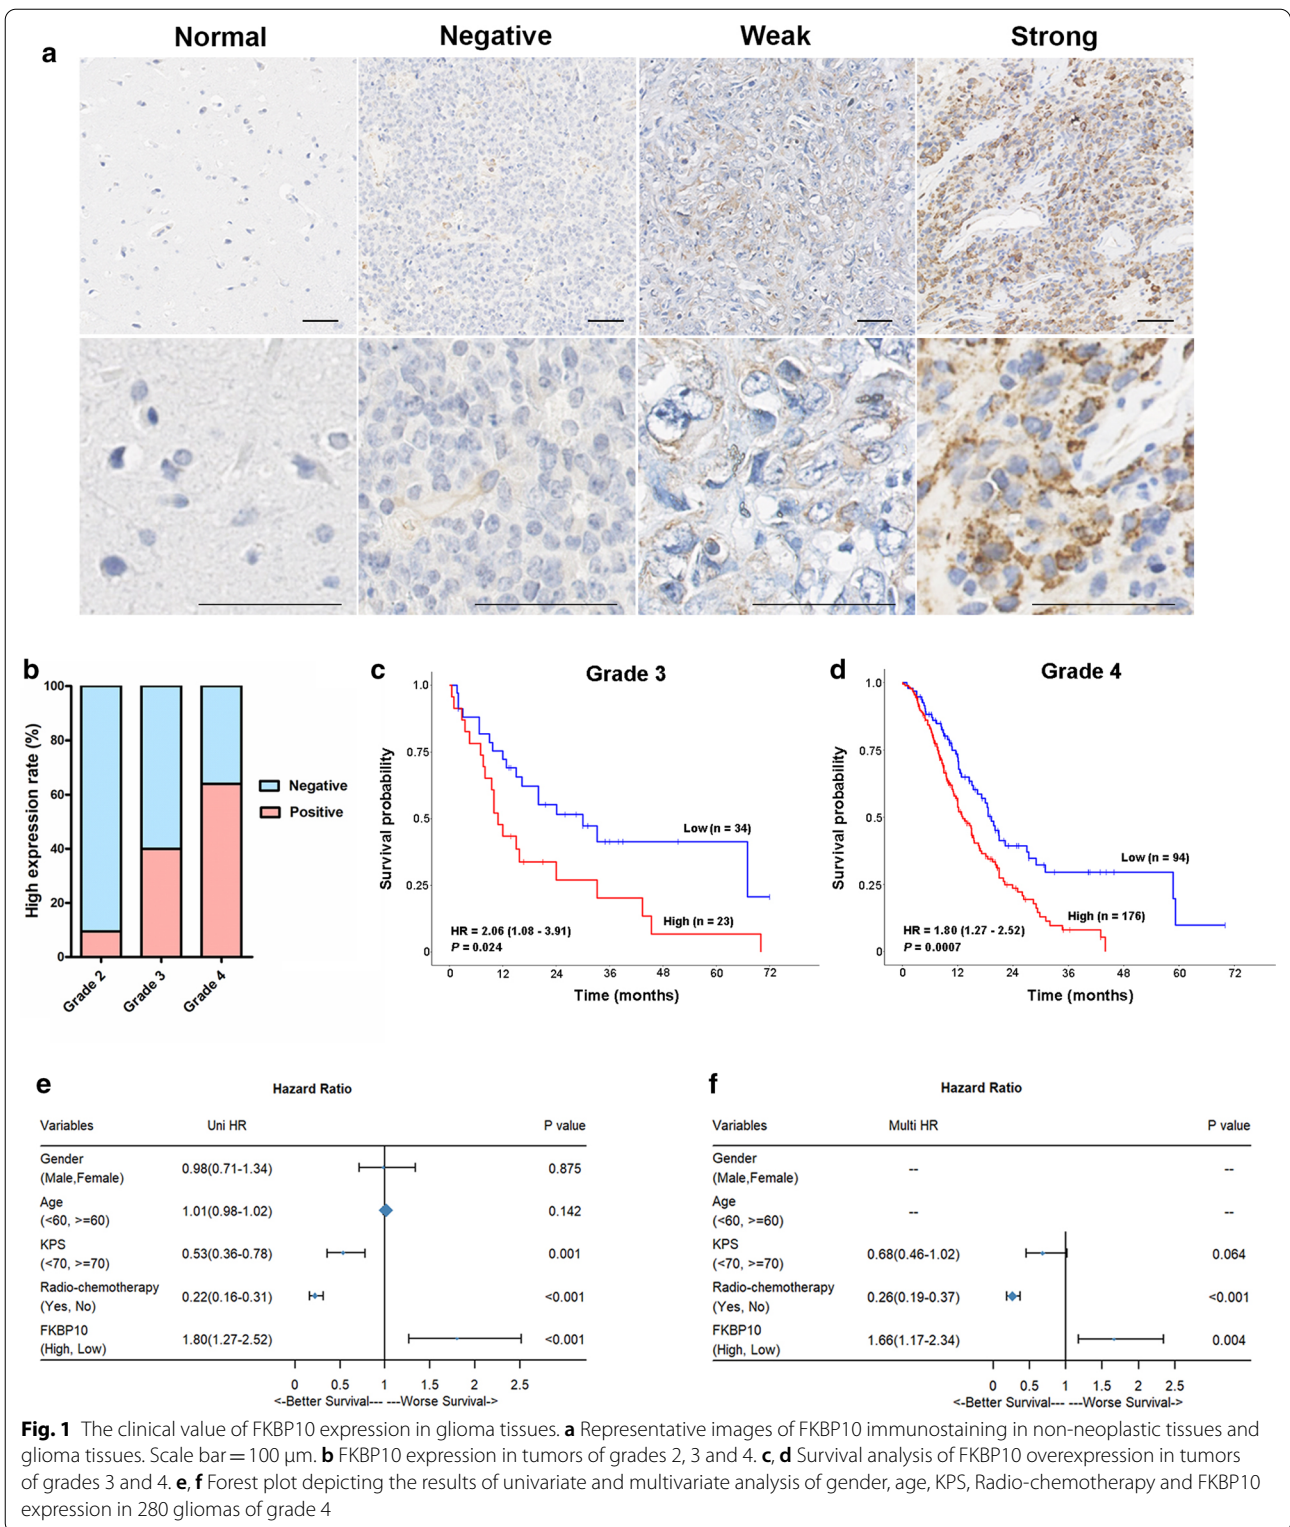 a
Normal
Negative
Weak
Strong
b
High expression rate (%)
100
80
60
40
20
0
Grade 2
Grade 3
Grade 4
Negative
Positive
c
Grade 3
Survival probability
1.0
0.75
0.5
0.25
0
Low (n = 34)
High (n = 23)
HR = 2.06 (1.08 - 3.91)
P = 0.024
0 12 24 36 48 60 72
Time (months)
d
Grade 4
Survival probability
1.0
0.75
0.5
0.25
0
Low (n = 94)
High (n = 176)
HR = 1.80 (1.27 - 2.52)
P = 0.0007
0 12 24 36 48 60 72
Time (months)
e
Hazard Ratio
Variables Uni HR P value
Gender
(Male,Female) 0.98(0.71-1.34) 0.875
Age
(<60, >=60) 1.01(0.98-1.02) 0.142
KPS
(<70, >=70) 0.53(0.36-0.78) 0.001
Radio-chemotherapy
(Yes, No) 0.22(0.16-0.31) <0.001
FKBP10
(High, Low) 1.80(1.27-2.52) <0.001
0 0.5 1 1.5 2 2.5
<-Better Survival--- ---Worse Survival->
f
Hazard Ratio
Variables Multi HR P value
Gender
(Male,Female) -- --
Age
(<60, >=60) -- --
KPS
(<70, >=70) 0.68(0.46-1.02) 0.064
Radio-chemotherapy
(Yes, No) 0.26(0.19-0.37) <0.001
FKBP10
(High, Low) 1.66(1.17-2.34) 0.004
0 0.5 1 1.5 2 2.5
<-Better Survival--- ---Worse Survival->
Fig. 1 The clinical value of FKBP10 expression in glioma tissues. a Representative images of FKBP10 immunostaining in non-neoplastic tissues and
glioma tissues. Scale bar = 100 μm. b FKBP10 expression in tumors of grades 2, 3 and 4. c, d Survival analysis of FKBP10 overexpression in tumors
of grades 3 and 4. e, f Forest plot depicting the results of univariate and multivariate analysis of gender, age, KPS, Radio-chemotherapy and FKBP10
expression in 280 gliomas of grade 4